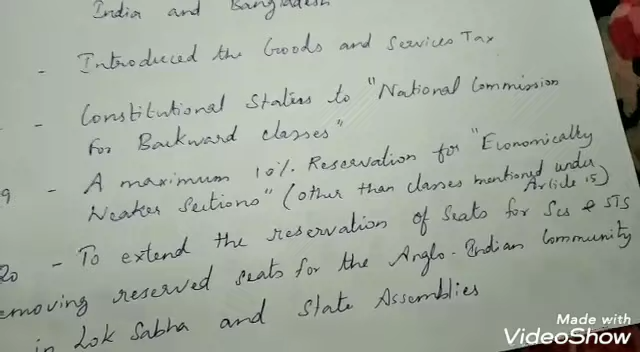 India and Bangladesh
- Introduced the Goods and Services Tax
- Constitutional Status to "National Commission
for Backward classes"
9 - A maximum 10% Reservation for "Economically
Weaker Sections" (other than classes mentioned under
Article 15)
20 - To extend the reservation of Seats for Scs & STS
emoving reserved seats for the Anglo-Indian Community
in Lok Sabha and State Assemblies
Made with
VideoShow